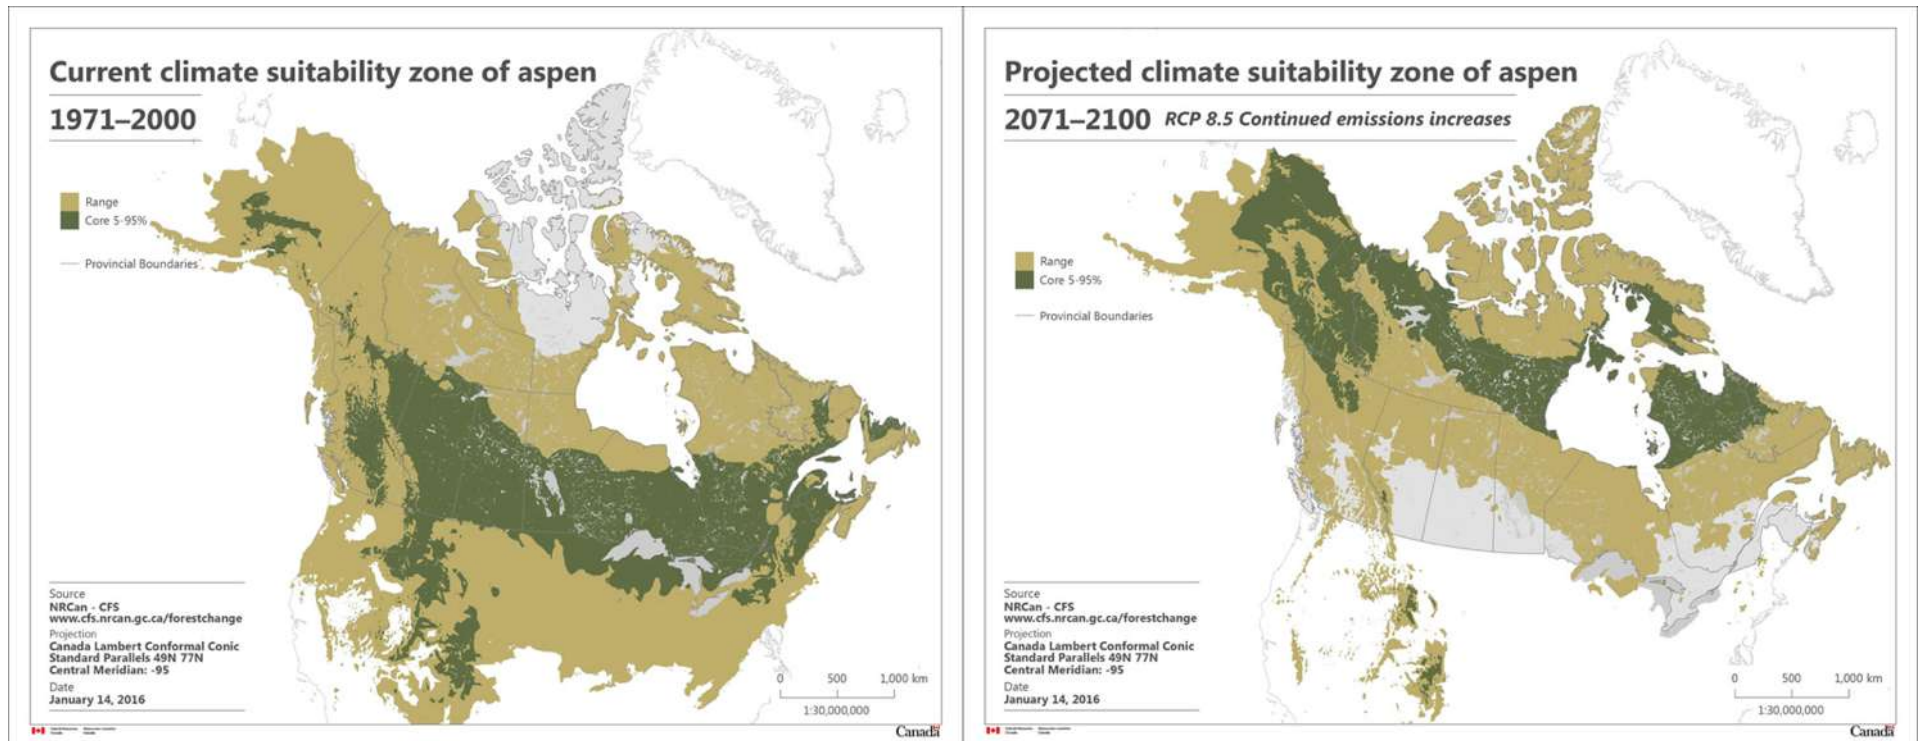 Current climate suitability zone of aspen
1971–2000
Range
Core 5-95%
Provincial Boundaries
Source
NRCan - CFS
www.cfs.nrcan.gc.ca/forestchange
Projection
Canada Lambert Conformal Conic
Standard Parallels 49N 77N
Central Meridian: -95
Date
January 14, 2016
0 500 1,000 km
1:30,000,000
Canada
Projected climate suitability zone of aspen
2071–2100 RCP 8.5 Continued emissions increases
Range
Core 5-95%
Provincial Boundaries
Source
NRCan - CFS
www.cfs.nrcan.gc.ca/forestchange
Projection
Canada Lambert Conformal Conic
Standard Parallels 49N 77N
Central Meridian: -95
Date
January 14, 2016
0 500 1,000 km
1:30,000,000
Canada